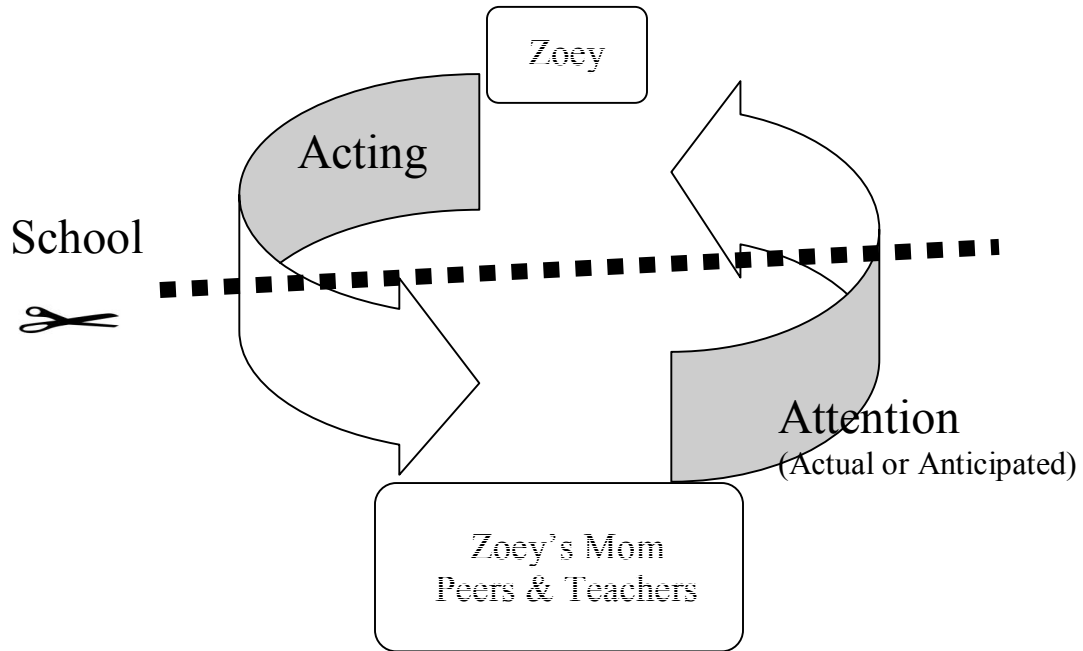 Zoey
Acting
School
Attention
(Actual or Anticipated)
Zoey's Mom
Peers & Teachers